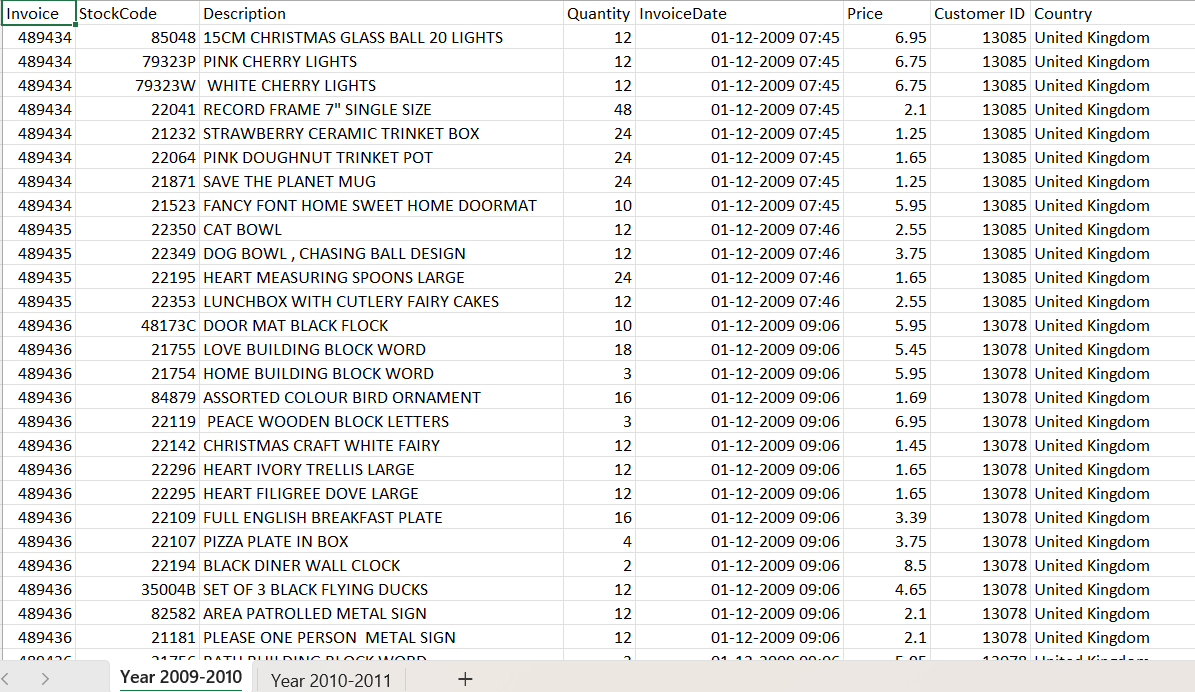 Invoice StockCode Description Quantity InvoiceDate Price Customer ID Country
489434 85048 15CM CHRISTMAS GLASS BALL 20 LIGHTS 12 01-12-2009 07:45 6.95 13085 United Kingdom
489434 79323P PINK CHERRY LIGHTS 12 01-12-2009 07:45 6.75 13085 United Kingdom
489434 79323W WHITE CHERRY LIGHTS 12 01-12-2009 07:45 6.75 13085 United Kingdom
489434 22041 RECORD FRAME 7" SINGLE SIZE 48 01-12-2009 07:45 2.1 13085 United Kingdom
489434 21232 STRAWBERRY CERAMIC TRINKET BOX 24 01-12-2009 07:45 1.25 13085 United Kingdom
489434 22064 PINK DOUGHNUT TRINKET POT 24 01-12-2009 07:45 1.65 13085 United Kingdom
489434 21871 SAVE THE PLANET MUG 24 01-12-2009 07:45 1.25 13085 United Kingdom
489434 21523 FANCY FONT HOME SWEET HOME DOORMAT 10 01-12-2009 07:45 5.95 13085 United Kingdom
489435 22350 CAT BOWL 12 01-12-2009 07:46 2.55 13085 United Kingdom
489435 22349 DOG BOWL , CHASING BALL DESIGN 12 01-12-2009 07:46 3.75 13085 United Kingdom
489435 22195 HEART MEASURING SPOONS LARGE 24 01-12-2009 07:46 1.65 13085 United Kingdom
489435 22353 LUNCHBOX WITH CUTLERY FAIRY CAKES 12 01-12-2009 07:46 2.55 13085 United Kingdom
489436 48173C DOOR MAT BLACK FLOCK 10 01-12-2009 09:06 5.95 13078 United Kingdom
489436 21755 LOVE BUILDING BLOCK WORD 18 01-12-2009 09:06 5.45 13078 United Kingdom
489436 21754 HOME BUILDING BLOCK WORD 3 01-12-2009 09:06 5.95 13078 United Kingdom
489436 84879 ASSORTED COLOUR BIRD ORNAMENT 16 01-12-2009 09:06 1.69 13078 United Kingdom
489436 22119 PEACE WOODEN BLOCK LETTERS 3 01-12-2009 09:06 6.95 13078 United Kingdom
489436 22142 CHRISTMAS CRAFT WHITE FAIRY 12 01-12-2009 09:06 1.45 13078 United Kingdom
489436 22296 HEART IVORY TRELLIS LARGE 12 01-12-2009 09:06 1.65 13078 United Kingdom
489436 22295 HEART FILIGREE DOVE LARGE 12 01-12-2009 09:06 1.65 13078 United Kingdom
489436 22109 FULL ENGLISH BREAKFAST PLATE 16 01-12-2009 09:06 3.39 13078 United Kingdom
489436 22107 PIZZA PLATE IN BOX 4 01-12-2009 09:06 3.75 13078 United Kingdom
489436 22194 BLACK DINER WALL CLOCK 2 01-12-2009 09:06 8.5 13078 United Kingdom
489436 35004B SET OF 3 BLACK FLYING DUCKS 12 01-12-2009 09:06 4.65 13078 United Kingdom
489436 82582 AREA PATROLLED METAL SIGN 12 01-12-2009 09:06 2.1 13078 United Kingdom
489436 21181 PLEASE ONE PERSON  METAL SIGN 12 01-12-2009 09:06 2.1 13078 United Kingdom
Year 2009-2010 Year 2010-2011